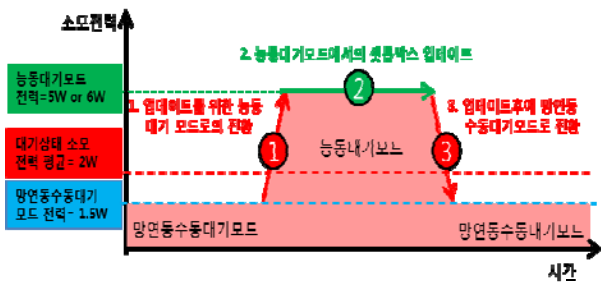 소모전력
2. 능동대기모드에서의 셋톱박스 업데이트
능동대기모드
전력=5W or 6W
1. 업데이트를 위한 능동
대기 모드로의 전환
2
3. 업데이트후에 망연동
수동대기모드로 전환
대기상태 소모
전력 평균= 2W
1
능동대기모드
3
망연동수동대기
모드 전력= 1.5W
망연동수동대기모드
망연동수동대기모드
시간